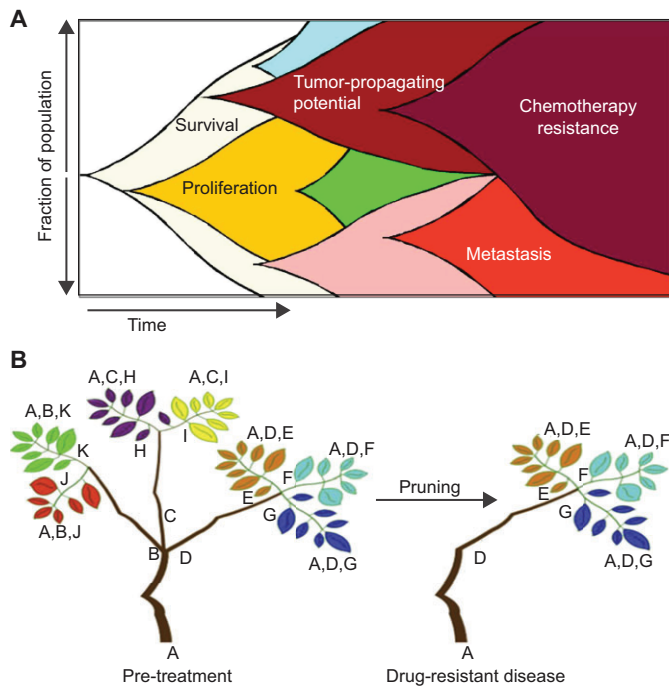 A
Fraction of population
Survival
Tumor-propagating
potential
Chemotherapy
resistance
Proliferation
Metastasis
Time
B
A,C,H
A,C,I
A,B,K
K
J
A,B,J
H
I
A,D,E
A,D,F
F
E
G
A,D,G
C
B
D
A
Pre-treatment
Pruning
A,D,E
A,D,F
F
E
G
A,D,G
D
A
Drug-resistant disease